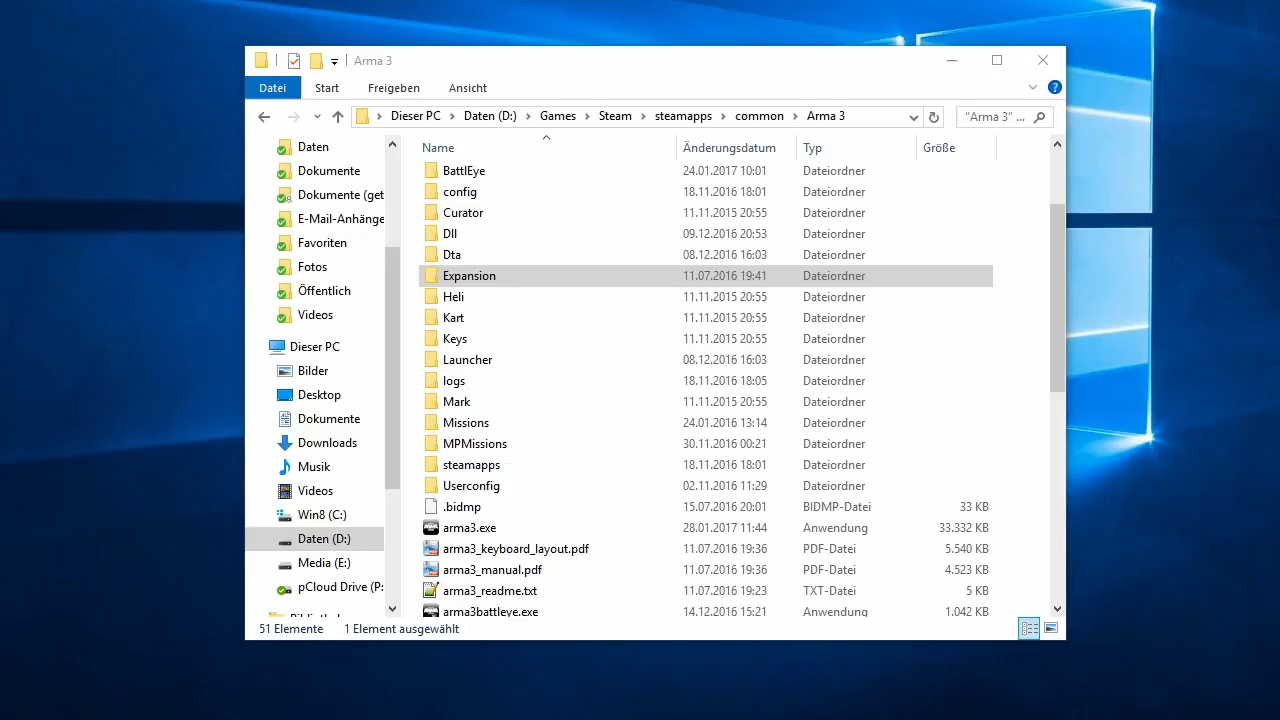 Arma 3
Datei Start Freigeben Ansicht
Dieser PC Daten (D:) Games Steam steamapps common Arma 3 "Arma 3" ...
Name Änderungsdatum Typ Größe
Daten
Dokumente
Dokumente (get
E-Mail-Anhänge
Favoriten
Fotos
Öffentlich
Videos
Dieser PC
Bilder
Desktop
Dokumente
Downloads
Musik
Videos
Win8 (C:)
Daten (D:)
Media (E:)
pCloud Drive (P:
BattlEye 24.01.2017 10:01 Dateiordner
config 18.11.2016 18:01 Dateiordner
Curator 11.11.2015 20:55 Dateiordner
Dll 09.12.2016 20:53 Dateiordner
Dta 08.12.2016 16:03 Dateiordner
Expansion 11.07.2016 19:41 Dateiordner
Heli 11.11.2015 20:55 Dateiordner
Kart 11.11.2015 20:55 Dateiordner
Keys 11.11.2015 20:55 Dateiordner
Launcher 08.12.2016 16:03 Dateiordner
logs 18.11.2016 18:05 Dateiordner
Mark 11.11.2015 20:55 Dateiordner
Missions 24.01.2016 13:14 Dateiordner
MPMissions 30.11.2016 00:21 Dateiordner
steamapps 18.11.2016 18:01 Dateiordner
Userconfig 02.11.2016 11:29 Dateiordner
.bidmp 15.07.2016 20:01 BIDMP-Datei 33 KB
arma3.exe 28.01.2017 11:44 Anwendung 33.332 KB
arma3_keyboard_layout.pdf 11.07.2016 19:36 PDF-Datei 5.540 KB
arma3_manual.pdf 11.07.2016 19:36 PDF-Datei 4.523 KB
arma3_readme.txt 11.07.2016 19:23 TXT-Datei 5 KB
arma3battleye.exe 14.12.2016 15:21 Anwendung 1.042 KB
51 Elemente 1 Element ausgewählt